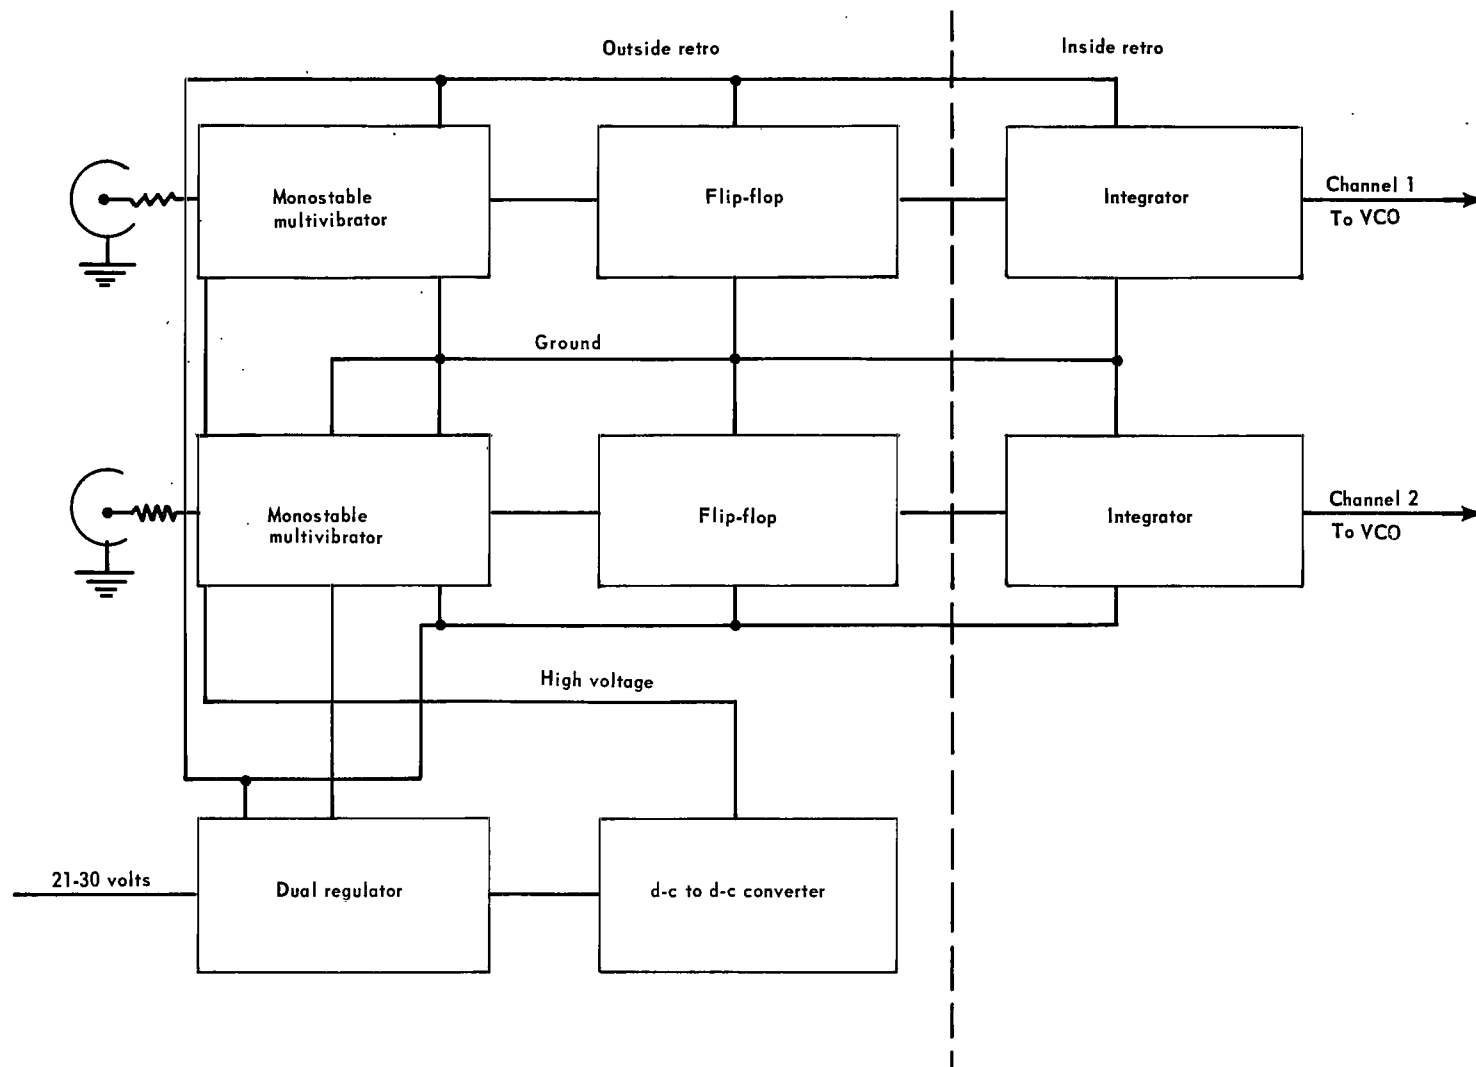 Outside retro
Inside retro
Monostable
multivibrator
Flip-flop
Integrator
Channel 1
To VCO
Ground
Monostable
multivibrator
Flip-flop
Integrator
Channel 2
To VCO
High voltage
21-30 volts
Dual regulator
d-c to d-c converter